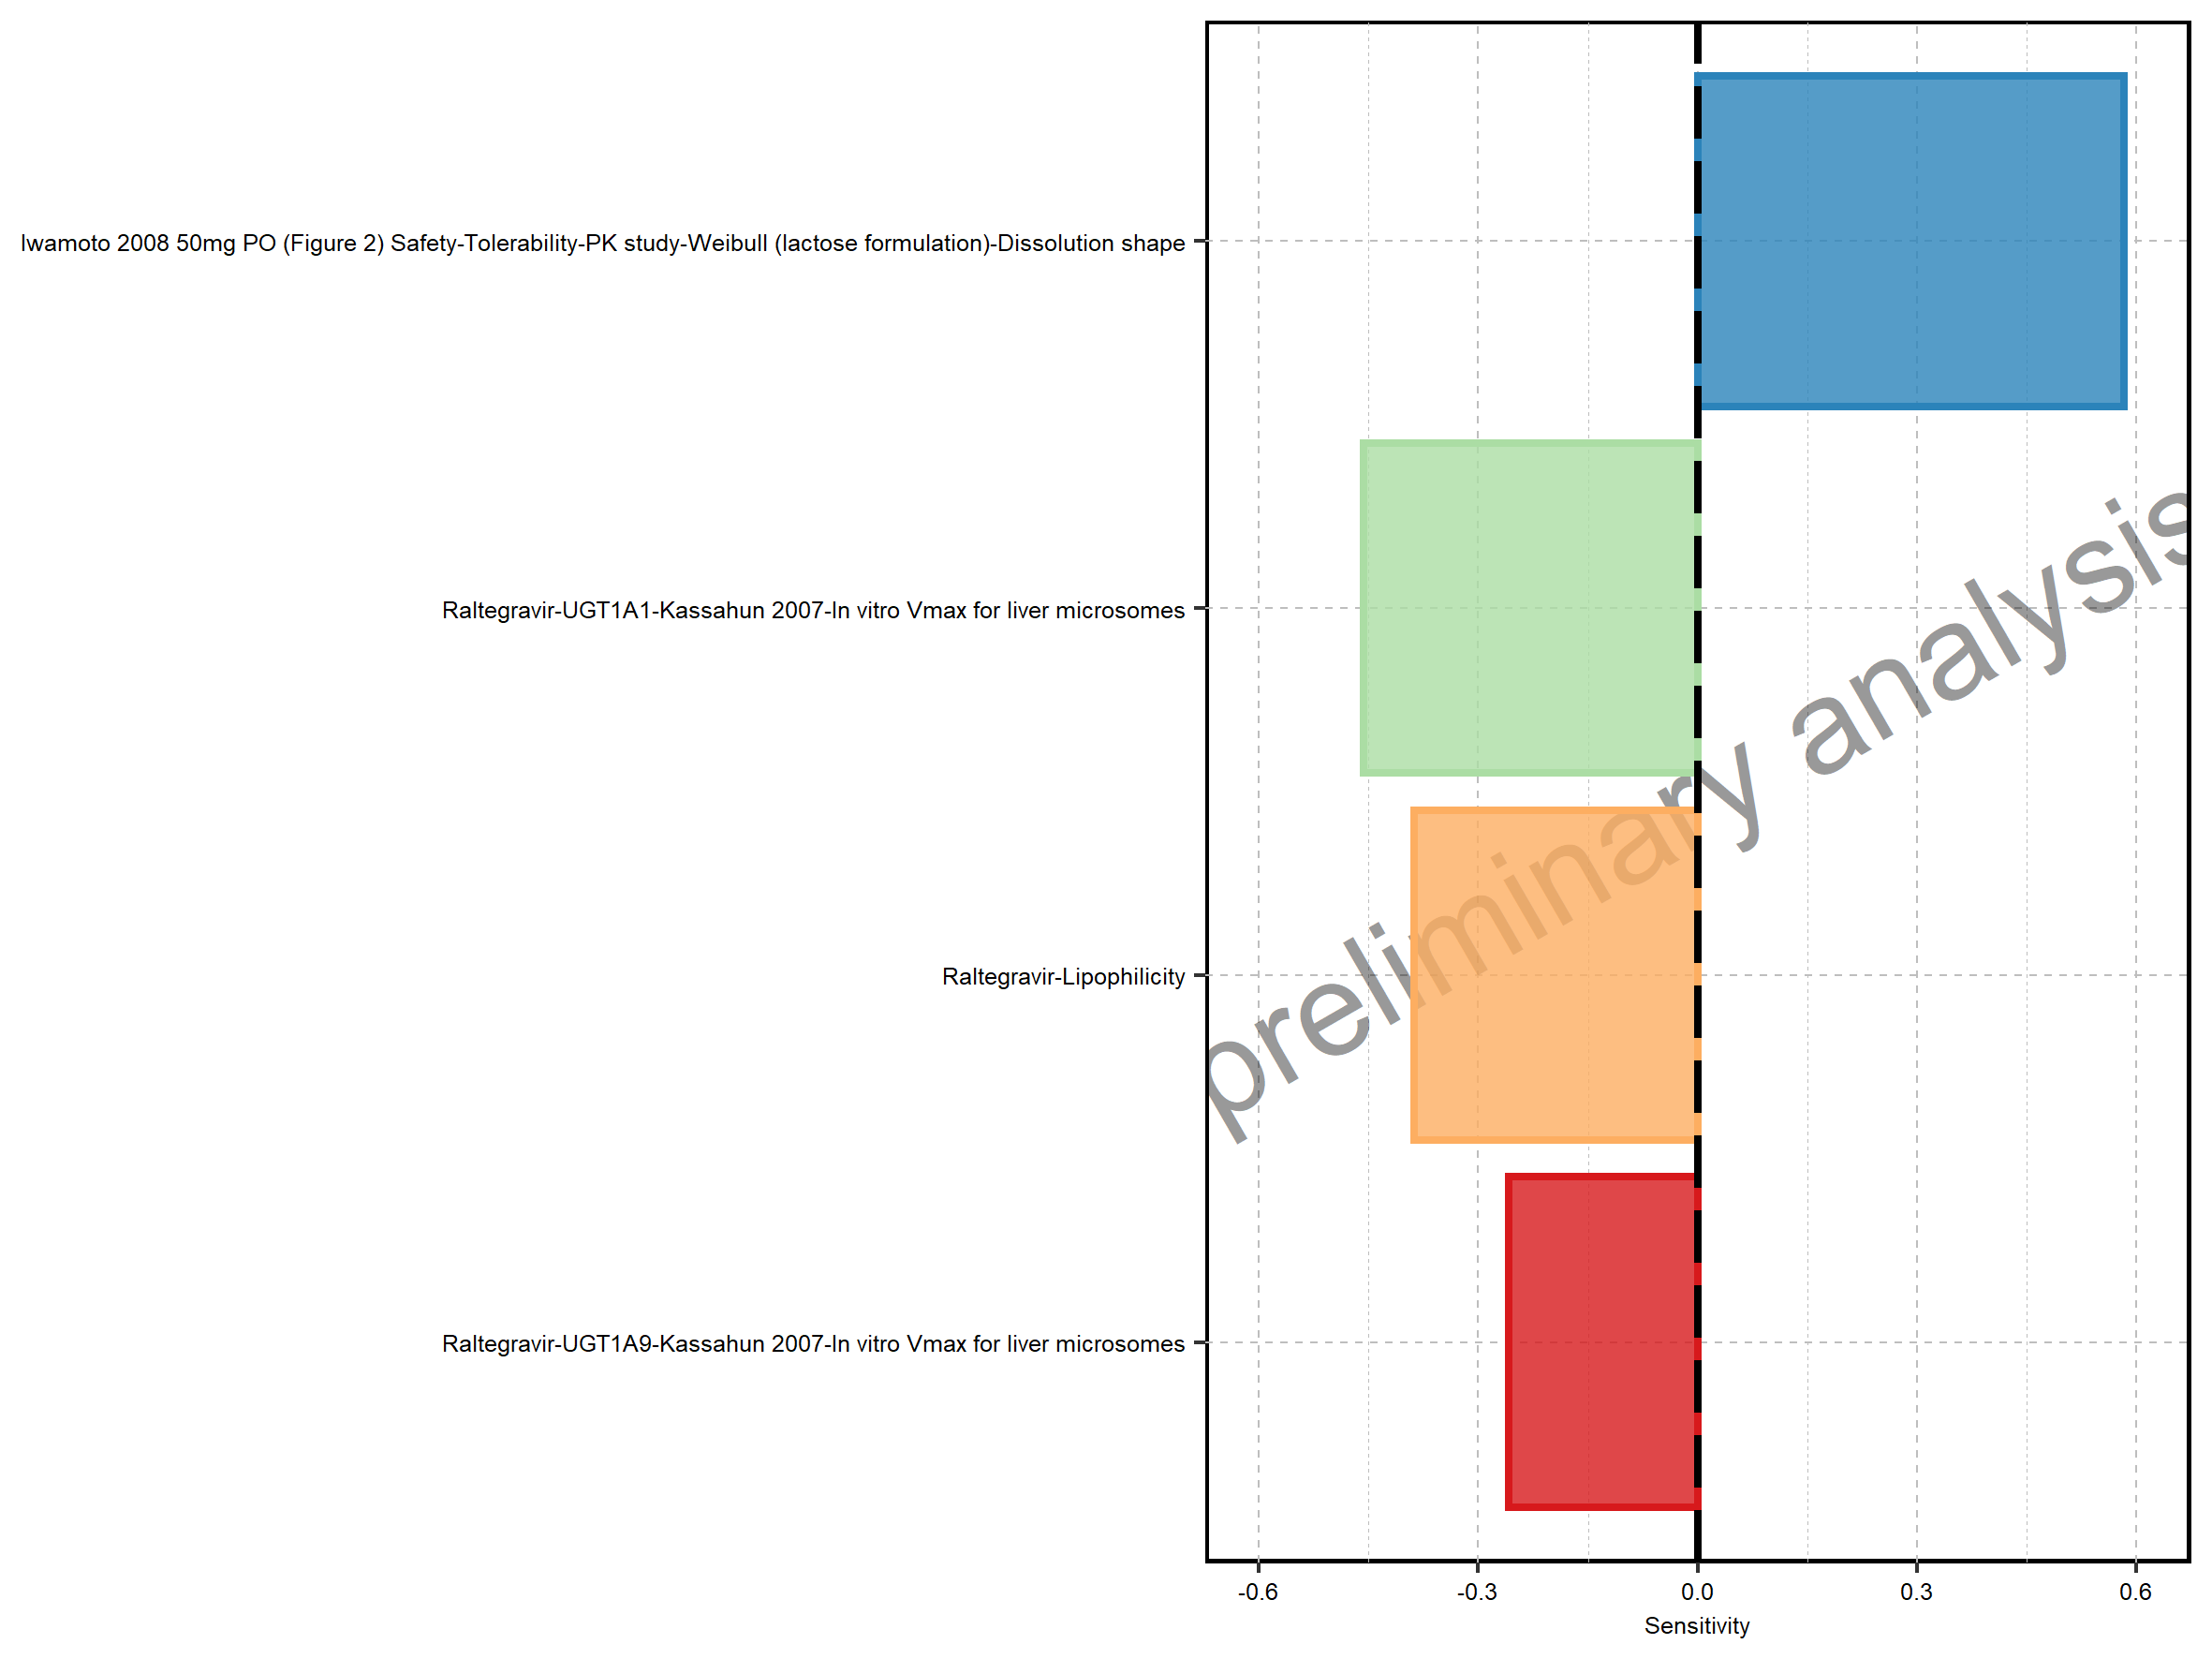 Iwamoto 2008 50mg PO (Figure 2) Safety-Tolerability-PK study-Weibull (lactose formulation)-Dissolution shape
Raltegravir-UGT1A1-Kassahun 2007-In vitro Vmax for liver microsomes
Raltegravir-Lipophilicity
Raltegravir-UGT1A9-Kassahun 2007-In vitro Vmax for liver microsomes
preliminary analysis
-0.6 -0.3 0.0 0.3 0.6
Sensitivity